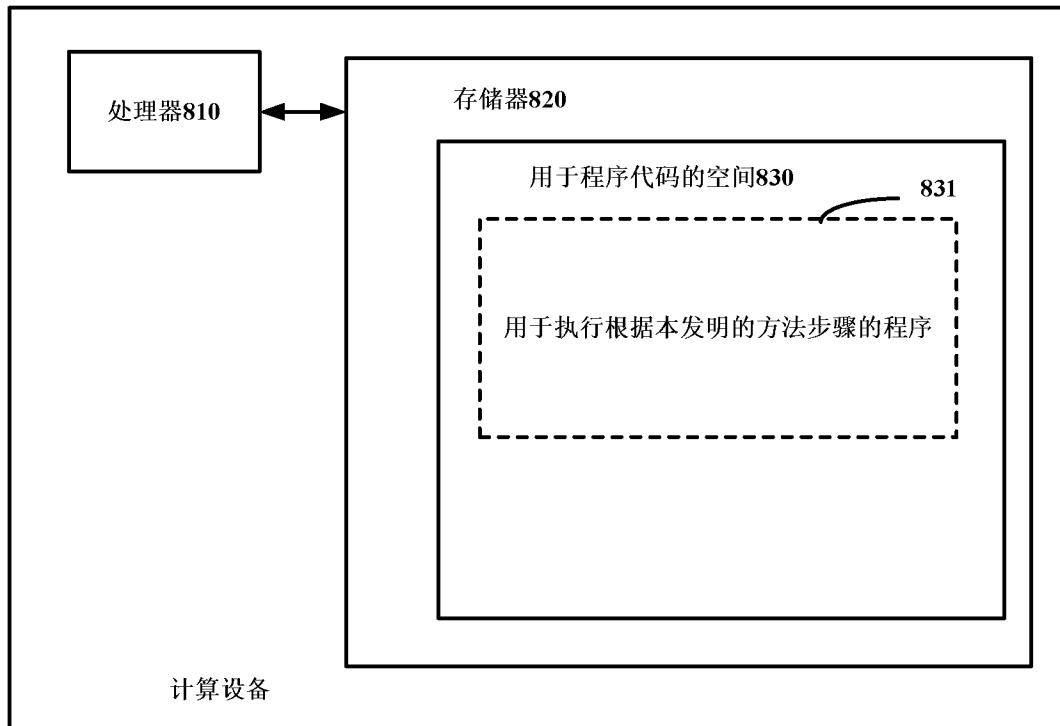 处理器810
存储器820
用于程序代码的空间830
831
用于执行根据本发明的方法步骤的程序
计算设备